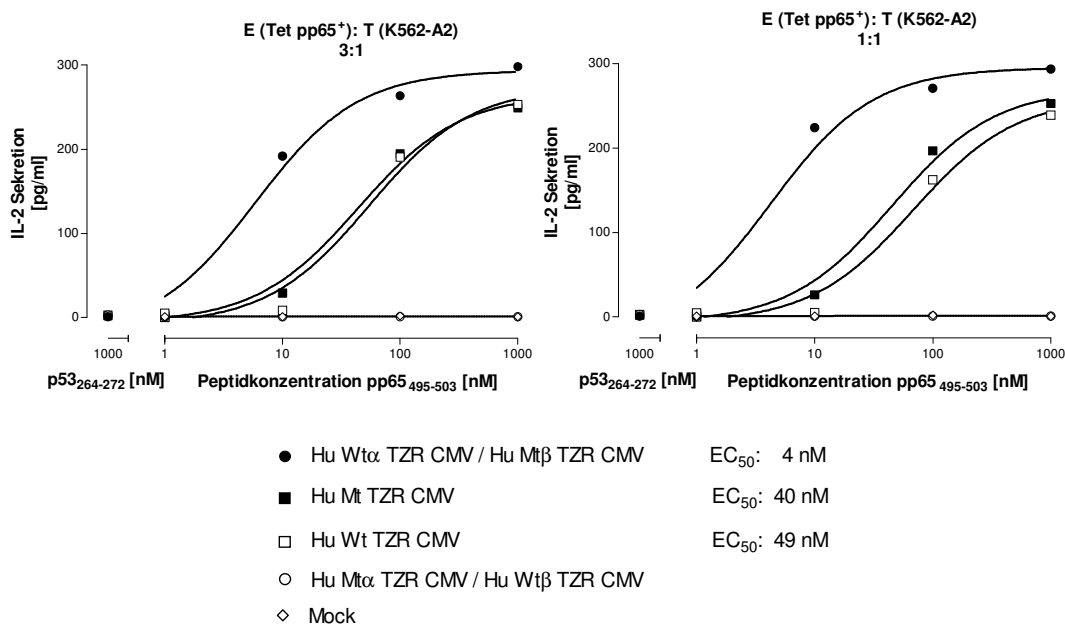 E (Tet pp65⁺): T (K562-A2)
3:1
IL-2 Sekretion
[pg/ml]
300
200
100
0
1000
1
10
100
1000
p53₂₆₄₋₂₇₂ [nM]
Peptidkonzentration pp65₄₉₅₋₅₀₃ [nM]
E (Tet pp65⁺): T (K562-A2)
1:1
IL-2 Sekretion
[pg/ml]
300
200
100
0
1000
1
10
100
1000
p53₂₆₄₋₂₇₂ [nM]
Peptidkonzentration pp65₄₉₅₋₅₀₃ [nM]
Hu Wtα TZR CMV / Hu Mtβ TZR CMV EC₅₀: 4 nM
Hu Mt TZR CMV EC₅₀: 40 nM
Hu Wt TZR CMV EC₅₀: 49 nM
Hu Mtα TZR CMV / Hu Wtβ TZR CMV
Mock